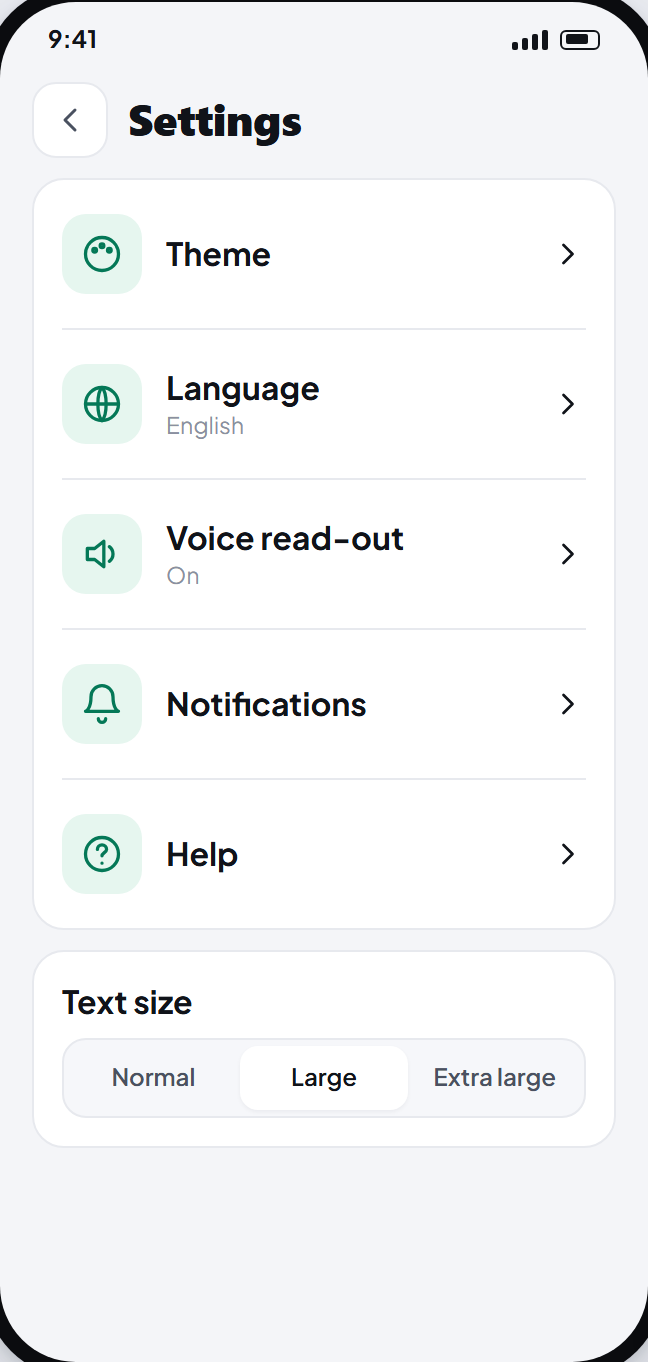 9:41
Settings
Theme
Language
English
Voice read-out
On
Notifications
Help
Text size
Normal Large Extra large